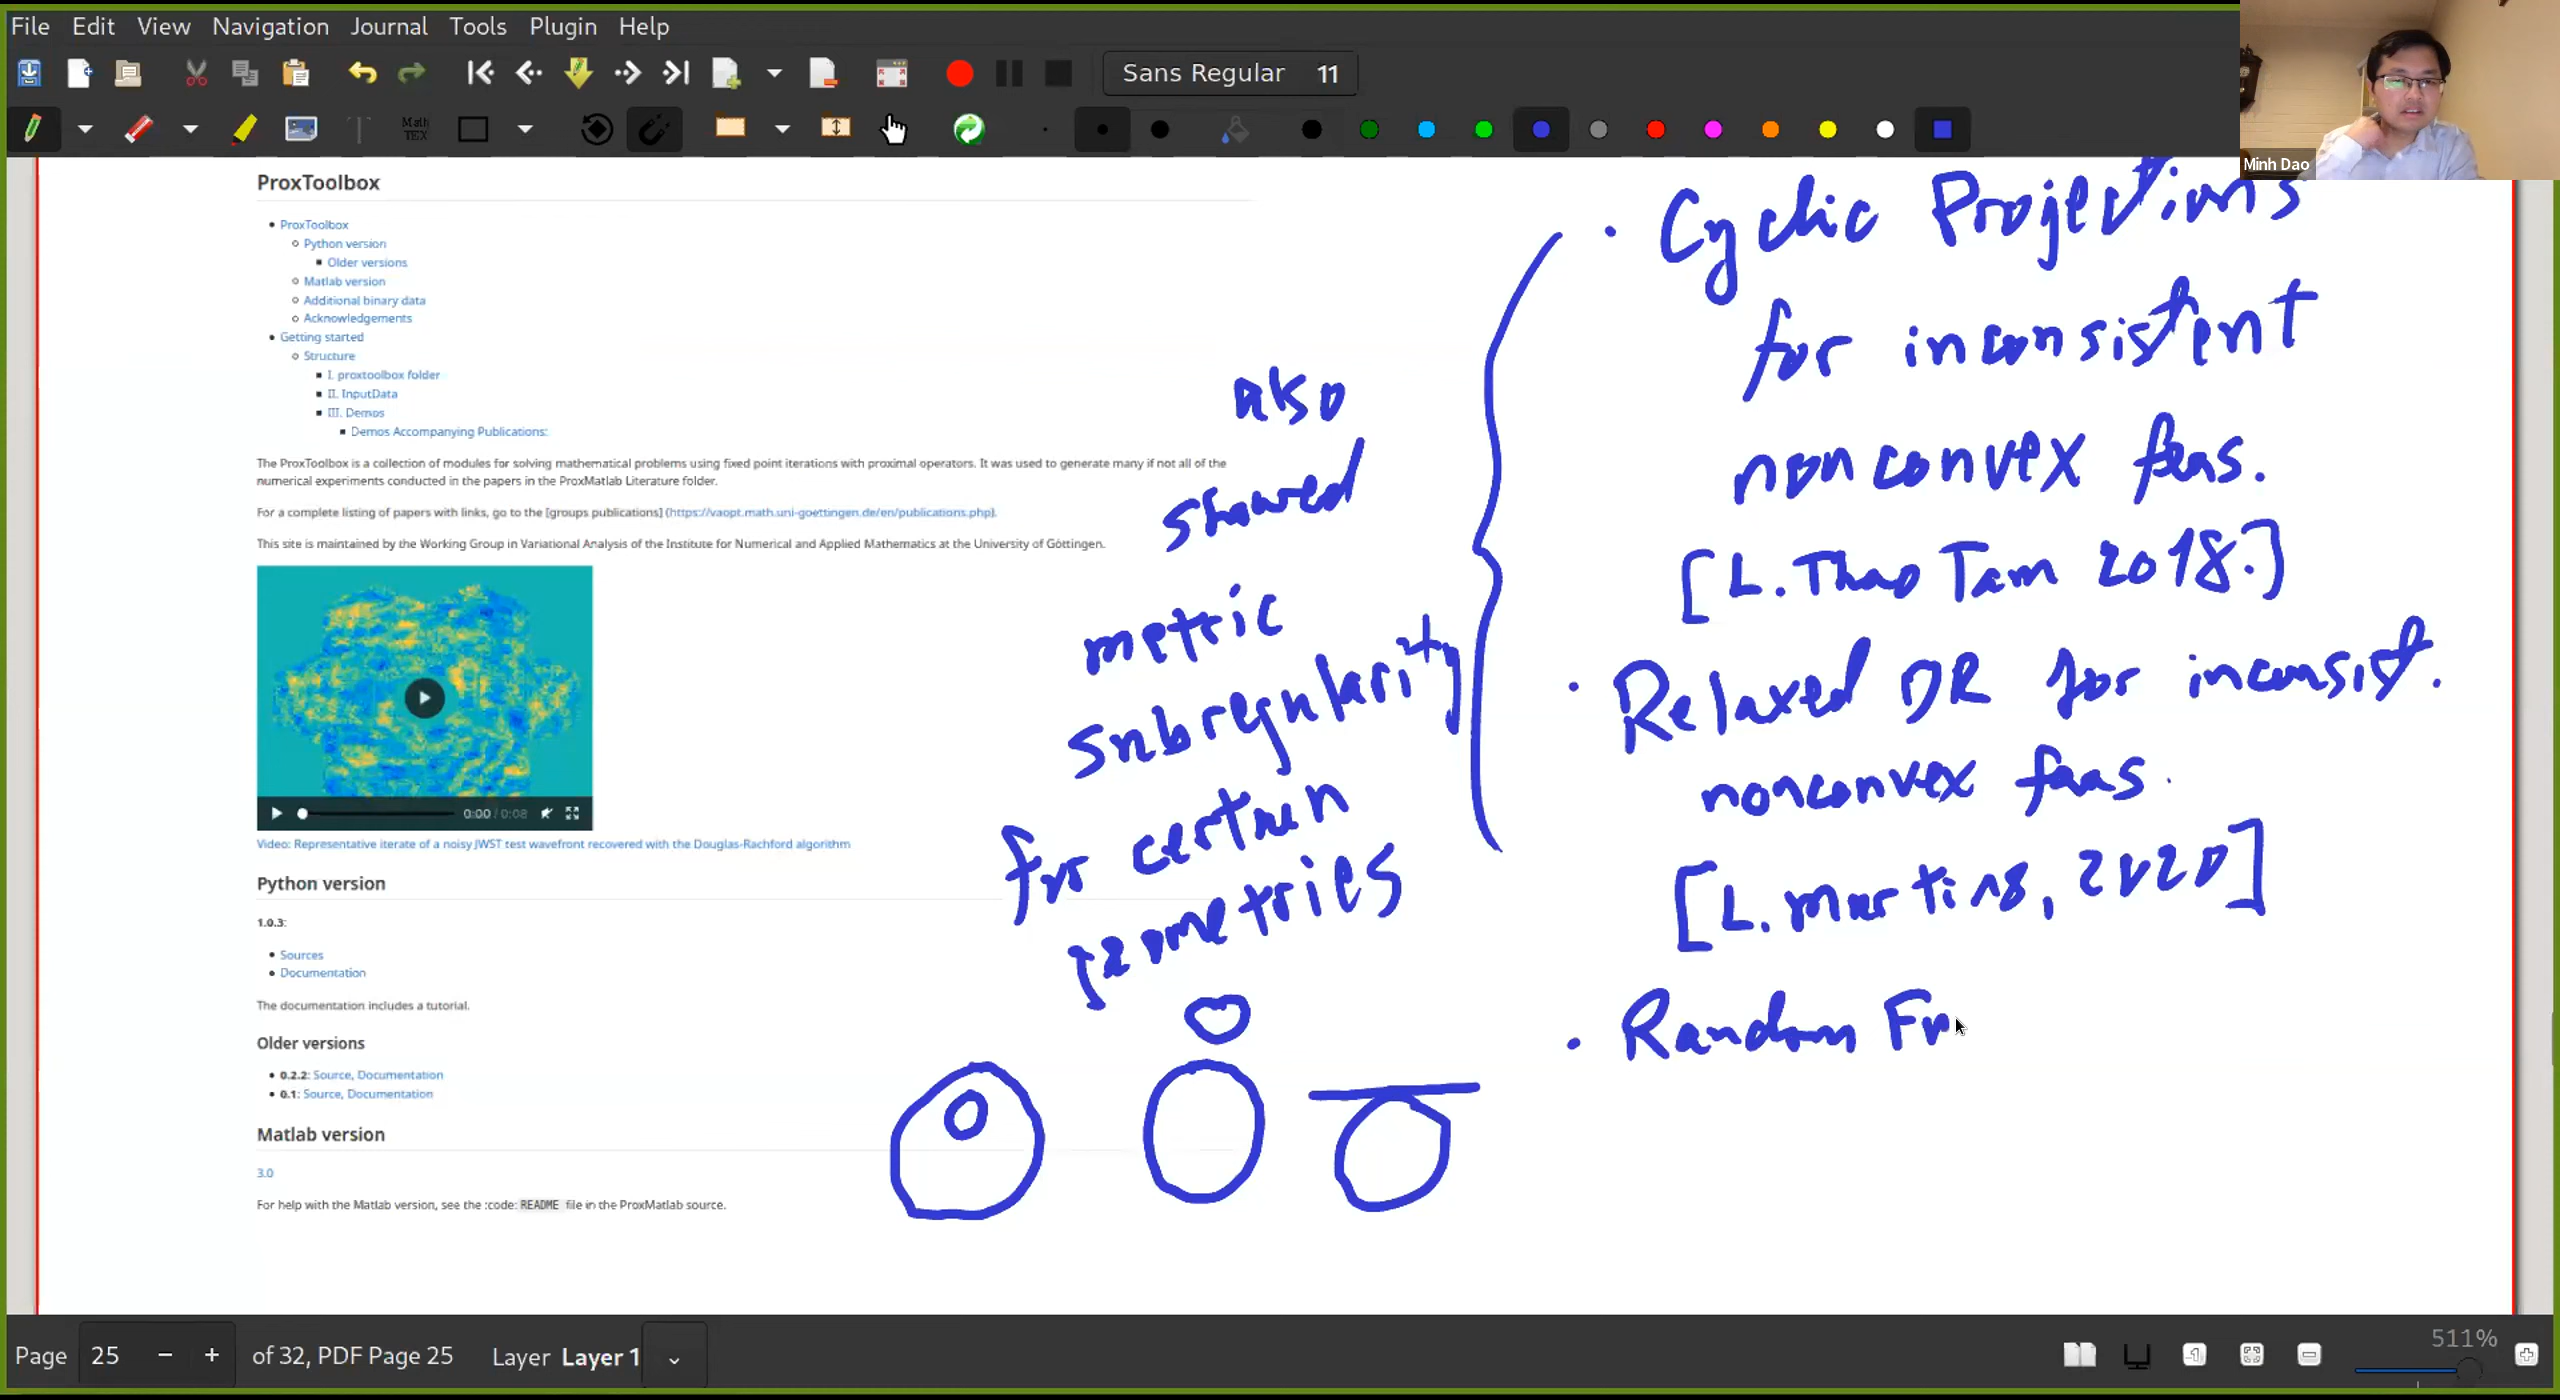 File Edit View Navigation Journal Tools Plugin Help
Sans Regular 11
Math TEX
Minh Dao
ProxToolbox
ProxToolbox
Python version
Older versions
Matlab version
Additional binary data
Acknowledgements
Getting started
Structure
I. proxtoolbox folder
II. InputData
III. Demos
Demos Accompanying Publications:
The ProxToolbox is a collection of modules for solving mathematical problems using fixed point iterations with proximal operators. It was used to generate many if not all of the
numerical experiments conducted in the papers in the ProxMatlab Literature folder.
For a complete listing of papers with links, go to the [groups publications] (https://vaopt.math.uni-goettingen.de/en/publications.php).
This site is maintained by the Working Group in Variational Analysis of the Institute for Numerical and Applied Mathematics at the University of Göttingen.
0:00 / 0:08
Video: Representative iterate of a noisy JWST test wavefront recovered with the Douglas-Rachford algorithm
Python version
1.0.3:
Sources
Documentation
The documentation includes a tutorial.
Older versions
0.2.2: Source, Documentation
0.1: Source, Documentation
Matlab version
3.0
For help with the Matlab version, see the :code: README file in the ProxMatlab source.
also
showed
metric
subregularity
for certain
geometries
• Cyclic Projections
for inconsistent
nonconvex feas.
[L. Thao Tam 2018.]
• Relaxed DR for inconsist.
nonconvex feas.
[L. Martins, 2020]
• Random Fu
Page 25 − + of 32, PDF Page 25 Layer Layer 1
511%